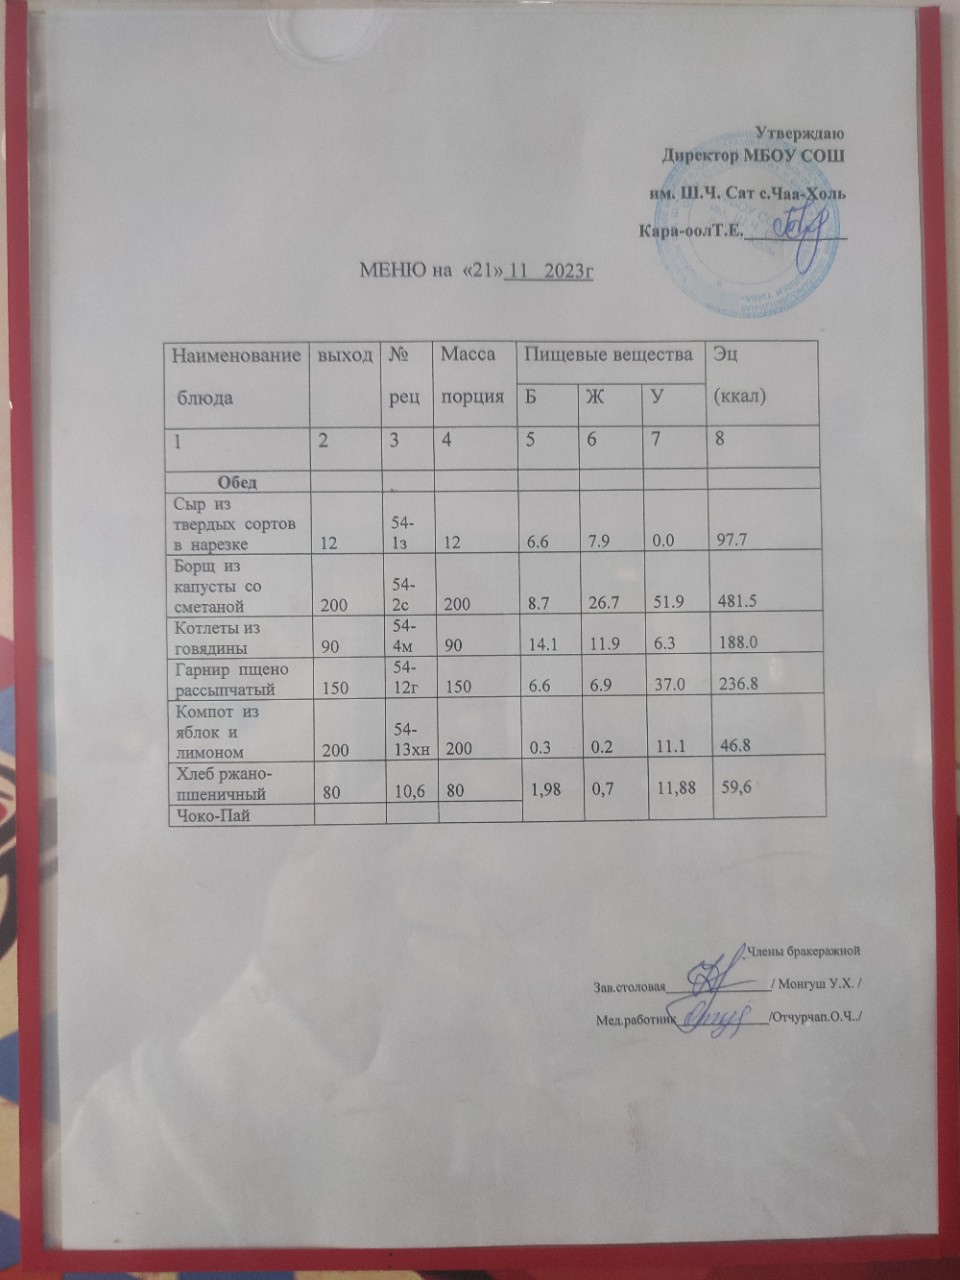 Утверждаю
Директор МБОУ СОШ
им. Ш.Ч. Сат с.Чаа-Холь
Кара-оолТ.Е.
МЕНЮ на «21» 11 2023г
Наименование блюда выход № рец Масса порция Пищевые вещества Эц (ккал)
Б Ж У
1 2 3 4 5 6 7 8
Обед
Сыр из
твердых сортов 54-
в нарезке 12 1з 12 6.6 7.9 0.0 97.7
Борщ из
капусты со 54-
сметаной 200 2с 200 8.7 26.7 51.9 481.5
Котлеты из 54-
говядины 90 4м 90 14.1 11.9 6.3 188.0
Гарнир пшено 54-
рассыпчатый 150 12г 150 6.6 6.9 37.0 236.8
Компот из
яблок и 54-
лимоном 200 13хн 200 0.3 0.2 11.1 46.8
Хлеб ржано-
пшеничный 80 10,6 80 1,98 0,7 11,88 59,6
Чоко-Пай
Члены бракеражной
Зав.столовая / Монгуш У.Х. /
Мед.работник /Отчурчап.О.Ч../